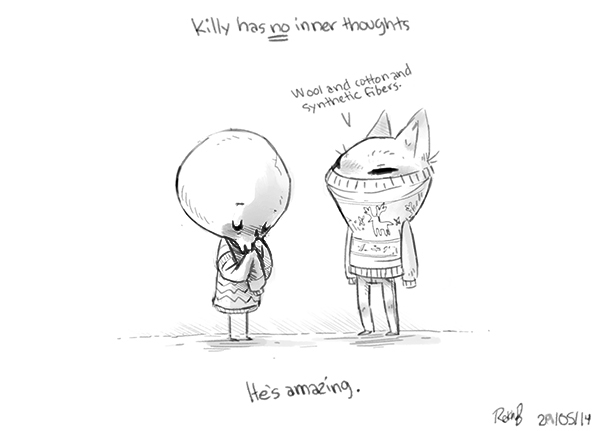 Killy has no inner thoughts
Wool and cotton and
synthetic fibers.
He's amazing.
29/05/14